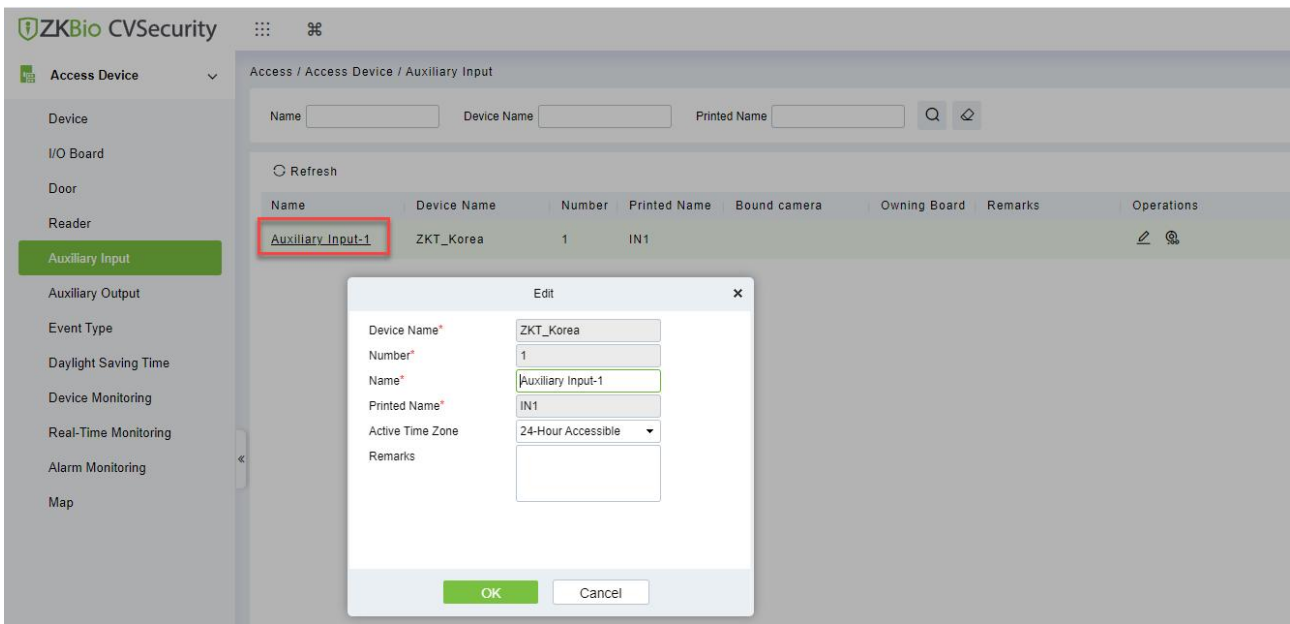 ZKBio CVSecurity
Access Device
Access / Access Device / Auxiliary Input
Device
Name Device Name Printed Name
I/O Board
Refresh
Door
Name Device Name Number Printed Name Bound camera Owning Board Remarks Operations
Reader
Auxiliary Input-1 ZKT_Korea 1 IN1
Auxiliary Input
Auxiliary Output
Event Type
Daylight Saving Time
Device Monitoring
Real-Time Monitoring
Alarm Monitoring
Map
Edit
Device Name* ZKT_Korea
Number* 1
Name* Auxiliary Input-1
Printed Name* IN1
Active Time Zone 24-Hour Accessible
Remarks
OK Cancel